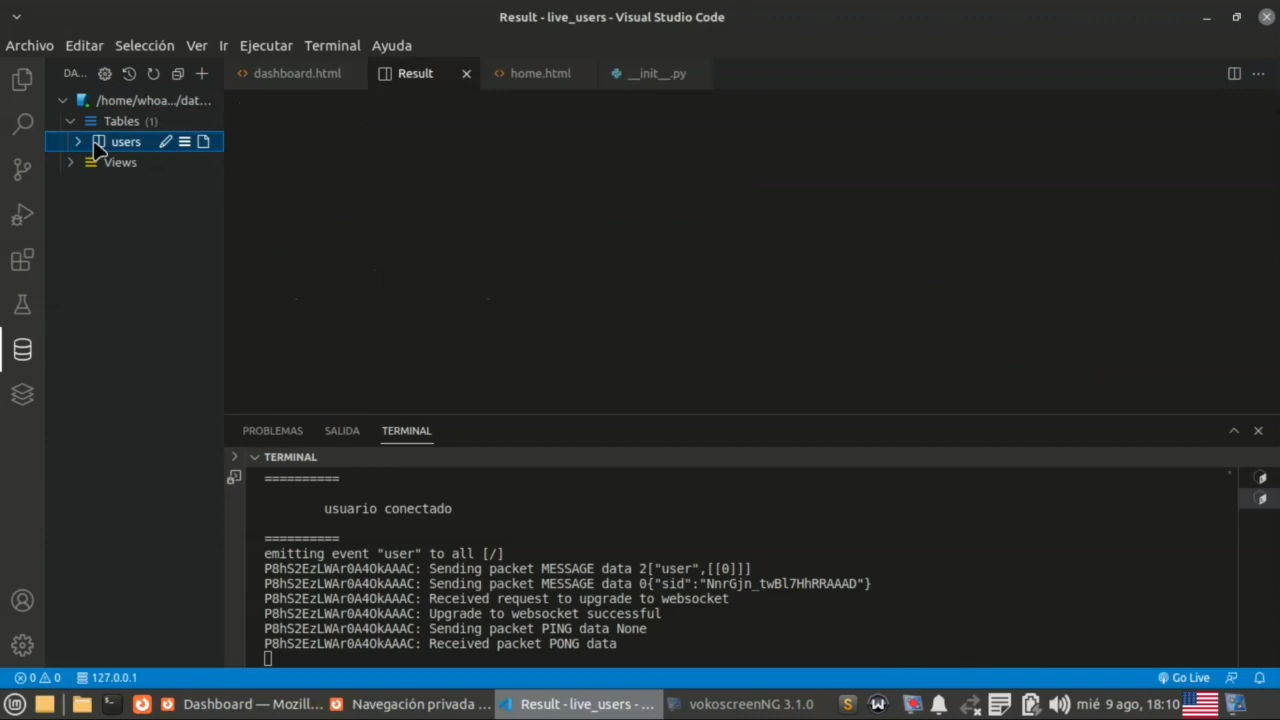 Result - live_users - Visual Studio Code
Archivo Editar Selección Ver Ir Ejecutar Terminal Ayuda
DA...
dashboard.html Result home.html __init__.py
/home/whoa.../dat...
Tables (1)
users
Views
PROBLEMAS SALIDA TERMINAL
TERMINAL
==========
usuario conectado
==========
emitting event "user" to all [/]
P8hS2EzLWAr0A4OkAAAC: Sending packet MESSAGE data 2["user",[[0]]]
P8hS2EzLWAr0A4OkAAAC: Sending packet MESSAGE data 0{"sid":"NnrGjn_twBl7HhRRAAAD"}
P8hS2EzLWAr0A4OkAAAC: Received request to upgrade to websocket
P8hS2EzLWAr0A4OkAAAC: Upgrade to websocket successful
P8hS2EzLWAr0A4OkAAAC: Sending packet PING data None
P8hS2EzLWAr0A4OkAAAC: Received packet PONG data
0 0 127.0.0.1 Go Live
Dashboard — Mozill... Navegación privada ... Result - live_users - ... vokoscreenNG 3.1.0 mié 9 ago, 18:10